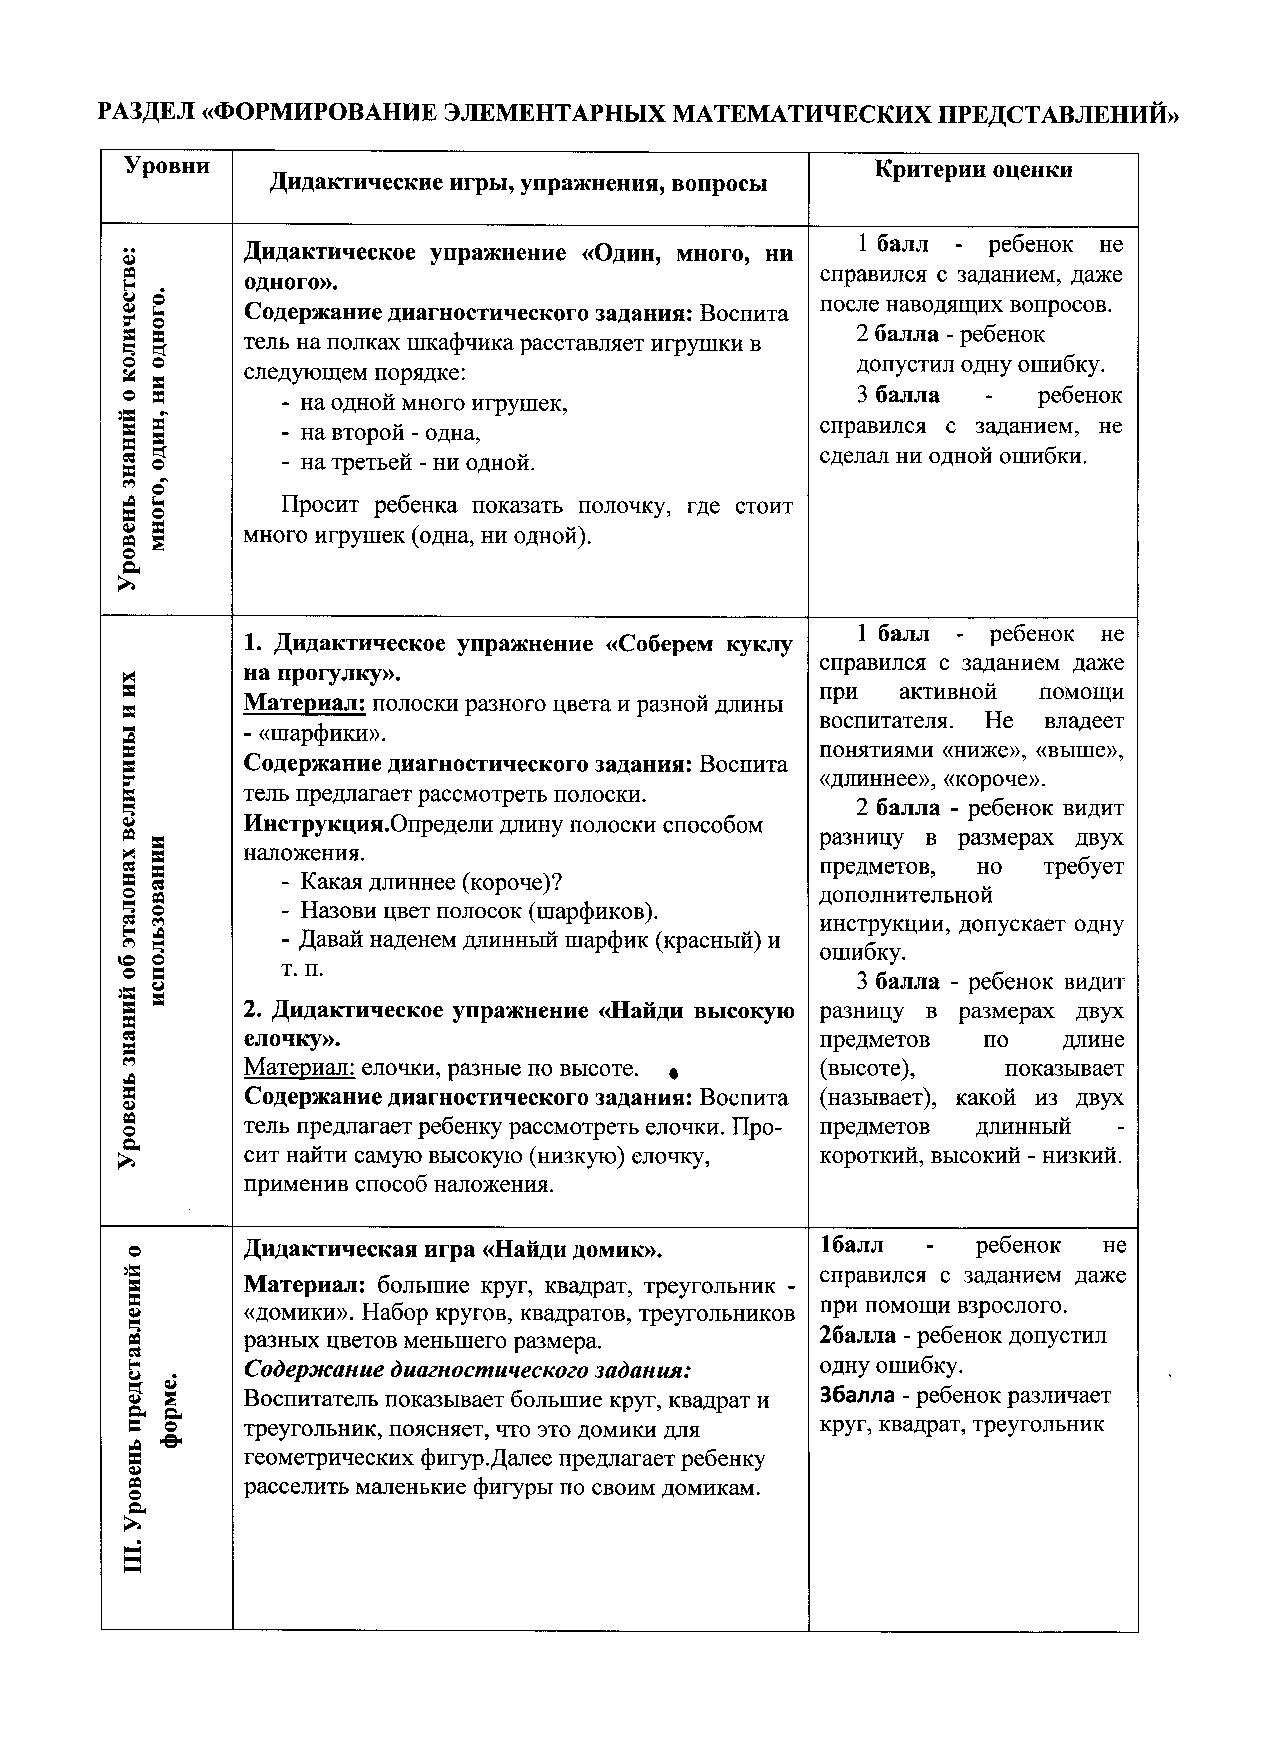 РАЗДЕЛ «ФОРМИРОВАНИЕ ЭЛЕМЕНТАРНЫХ МАТЕМАТИЧЕСКИХ ПРЕДСТАВЛЕНИЙ»
Уровни
Дидактические игры, упражнения, вопросы
Критерии оценки
Уровень знаний о количестве:
много, один, ни одного.
Дидактическое упражнение «Один, много, ни
одного».
Содержание диагностического задания: Воспита
тель на полках шкафчика расставляет игрушки в
следующем порядке:
- на одной много игрушек,
- на второй - одна,
- на третьей - ни одной.
Просит ребенка показать полочку, где стоит
много игрушек (одна, ни одной).
1 балл - ребенок не
справился с заданием, даже
после наводящих вопросов.
2 балла - ребенок
допустил одну ошибку.
3 балла - ребенок
справился с заданием, не
сделал ни одной ошибки.
Уровень знаний об эталонах величины и их
использовании
1. Дидактическое упражнение «Соберем куклу
на прогулку».
Материал: полоски разного цвета и разной длины
- «шарфики».
Содержание диагностического задания: Воспита
тель предлагает рассмотреть полоски.
Инструкция.Определи длину полоски способом
наложения.
- Какая длиннее (короче)?
- Назови цвет полосок (шарфиков).
- Давай наденем длинный шарфик (красный) и
т. п.
2. Дидактическое упражнение «Найди высокую
елочку».
Материал: елочки, разные по высоте.
Содержание диагностического задания: Воспита
тель предлагает ребенку рассмотреть елочки. Про-
сит найти самую высокую (низкую) елочку,
применив способ наложения.
1 балл - ребенок не
справился с заданием даже
при активной помощи
воспитателя. Не владеет
понятиями «ниже», «выше»,
«длиннее», «короче».
2 балла - ребенок видит
разницу в размерах двух
предметов, но требует
дополнительной
инструкции, допускает одну
ошибку.
3 балла - ребенок видит
разницу в размерах двух
предметов по длине
(высоте), показывает
(называет), какой из двух
предметов длинный -
короткий, высокий - низкий.
III. Уровень представлений о
форме.
Дидактическая игра «Найди домик».
Материал: большие круг, квадрат, треугольник -
«домики». Набор кругов, квадратов, треугольников
разных цветов меньшего размера.
Содержание диагностического задания:
Воспитатель показывает большие круг, квадрат и
треугольник, поясняет, что это домики для
геометрических фигур.Далее предлагает ребенку
расселить маленькие фигуры по своим домикам.
1балл - ребенок не
справился с заданием даже
при помощи взрослого.
2балла - ребенок допустил
одну ошибку.
3балла - ребенок различает
круг, квадрат, треугольник